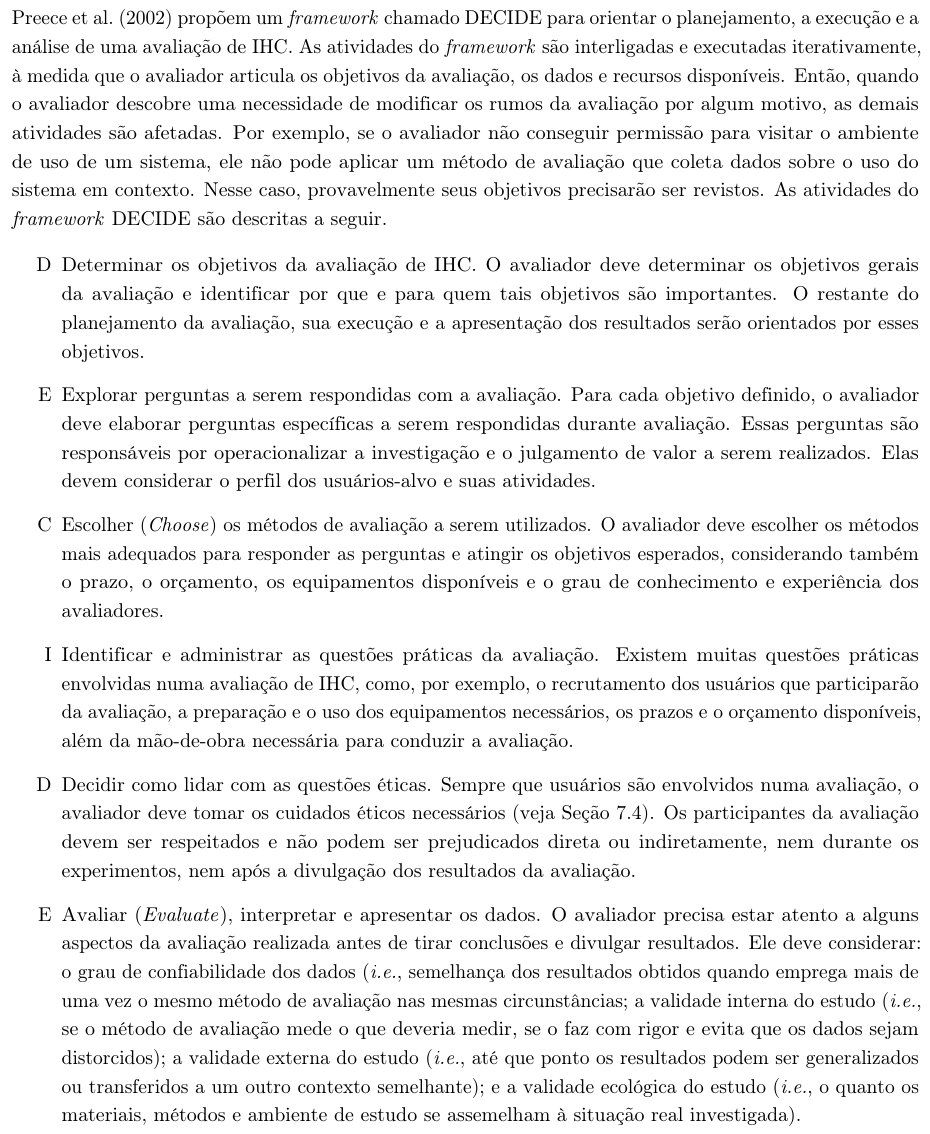 Preece et al. (2002) propõem um framework chamado DECIDE para orientar o planejamento, a execução e a
análise de uma avaliação de IHC. As atividades do framework são interligadas e executadas iterativamente,
à medida que o avaliador articula os objetivos da avaliação, os dados e recursos disponíveis. Então, quando
o avaliador descobre uma necessidade de modificar os rumos da avaliação por algum motivo, as demais
atividades são afetadas. Por exemplo, se o avaliador não conseguir permissão para visitar o ambiente
de uso de um sistema, ele não pode aplicar um método de avaliação que coleta dados sobre o uso do
sistema em contexto. Nesse caso, provavelmente seus objetivos precisarão ser revistos. As atividades do
framework DECIDE são descritas a seguir.
D Determinar os objetivos da avaliação de IHC. O avaliador deve determinar os objetivos gerais
da avaliação e identificar por que e para quem tais objetivos são importantes. O restante do
planejamento da avaliação, sua execução e a apresentação dos resultados serão orientados por esses
objetivos.
E Explorar perguntas a serem respondidas com a avaliação. Para cada objetivo definido, o avaliador
deve elaborar perguntas específicas a serem respondidas durante avaliação. Essas perguntas são
responsáveis por operacionalizar a investigação e o julgamento de valor a serem realizados. Elas
devem considerar o perfil dos usuários-alvo e suas atividades.
C Escolher (Choose) os métodos de avaliação a serem utilizados. O avaliador deve escolher os métodos
mais adequados para responder as perguntas e atingir os objetivos esperados, considerando também
o prazo, o orçamento, os equipamentos disponíveis e o grau de conhecimento e experiência dos
avaliadores.
I Identificar e administrar as questões práticas da avaliação. Existem muitas questões práticas
envolvidas numa avaliação de IHC, como, por exemplo, o recrutamento dos usuários que participarão
da avaliação, a preparação e o uso dos equipamentos necessários, os prazos e o orçamento disponíveis,
além da mão-de-obra necessária para conduzir a avaliação.
D Decidir como lidar com as questões éticas. Sempre que usuários são envolvidos numa avaliação, o
avaliador deve tomar os cuidados éticos necessários (veja Seção 7.4). Os participantes da avaliação
devem ser respeitados e não podem ser prejudicados direta ou indiretamente, nem durante os
experimentos, nem após a divulgação dos resultados da avaliação.
E Avaliar (Evaluate), interpretar e apresentar os dados. O avaliador precisa estar atento a alguns
aspectos da avaliação realizada antes de tirar conclusões e divulgar resultados. Ele deve considerar:
o grau de confiabilidade dos dados (i.e., semelhança dos resultados obtidos quando emprega mais de
uma vez o mesmo método de avaliação nas mesmas circunstâncias; a validade interna do estudo (i.e.,
se o método de avaliação mede o que deveria medir, se o faz com rigor e evita que os dados sejam
distorcidos); a validade externa do estudo (i.e., até que ponto os resultados podem ser generalizados
ou transferidos a um outro contexto semelhante); e a validade ecológica do estudo (i.e., o quanto os
materiais, métodos e ambiente de estudo se assemelham à situação real investigada).